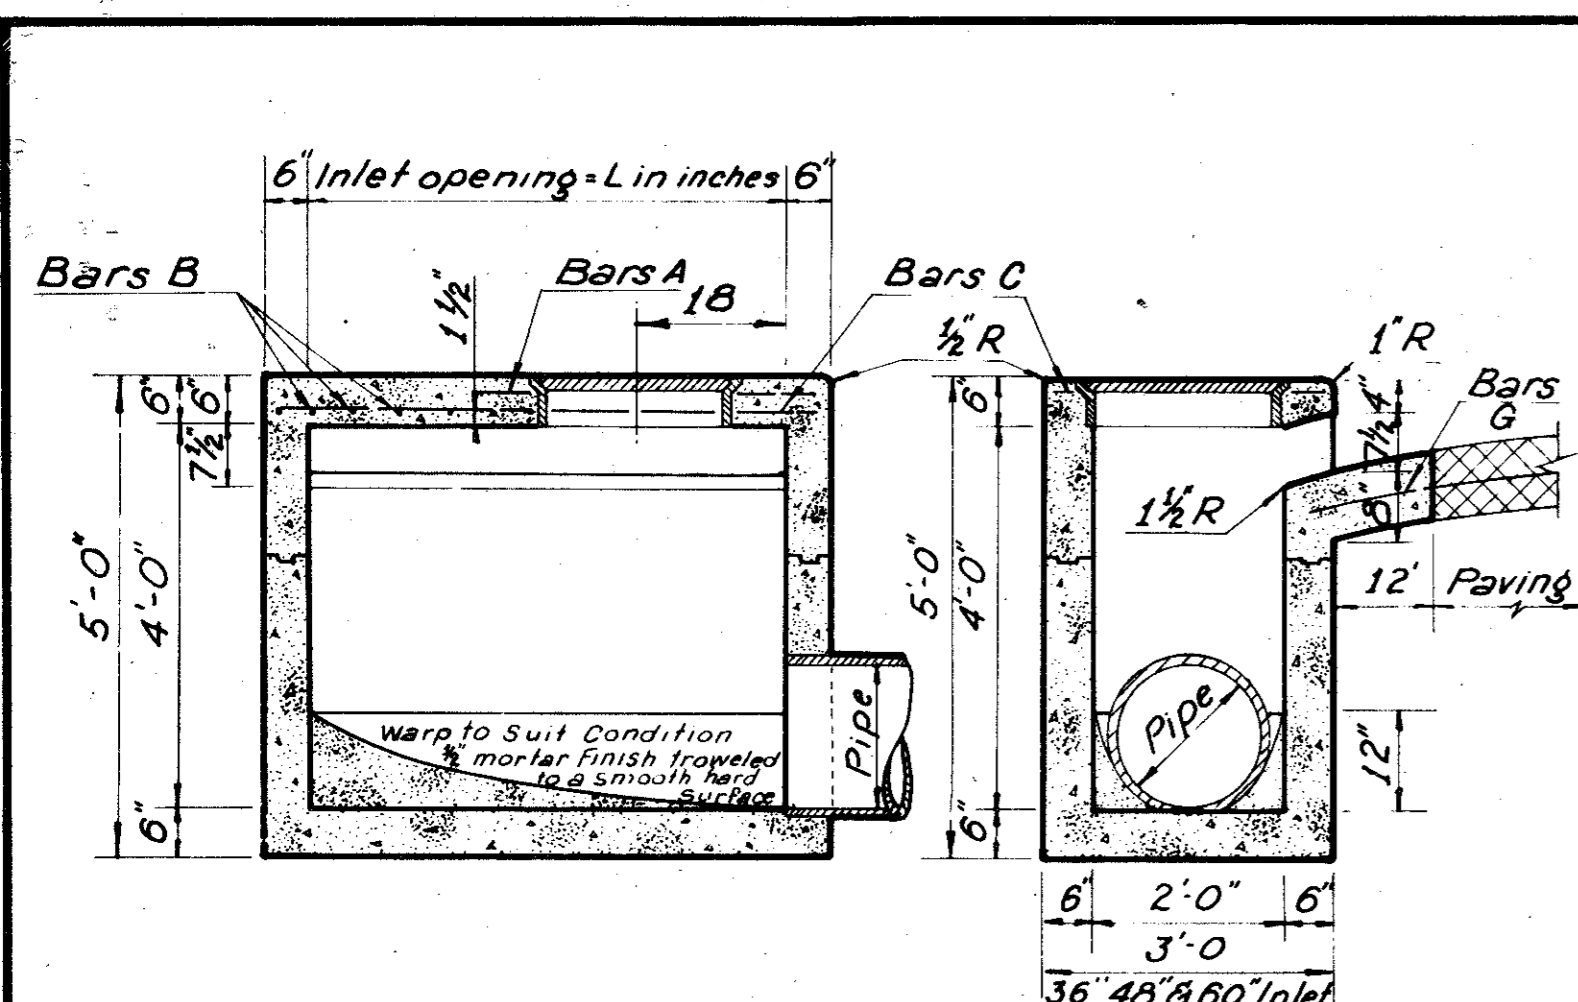 6" Inlet opening = L in inches 6"
Bars B
Bars A
Bars C
1 1/2"
18
1/2" R
1" R
Bars
G
6"
6"
7 1/2"
5'-0"
4'-0"
6"
6"
5'-0"
4'-0"
6"
4"
7 1/2
8"
1 1/2" R
12' Paving
Warp to Suit Condition
1/2" mortar Finish troweled
to a smooth hard
Surface
Pipe
Pipe
12"
6" 2'-0" 6"
3'-0
36" 48" & 60" Inlet